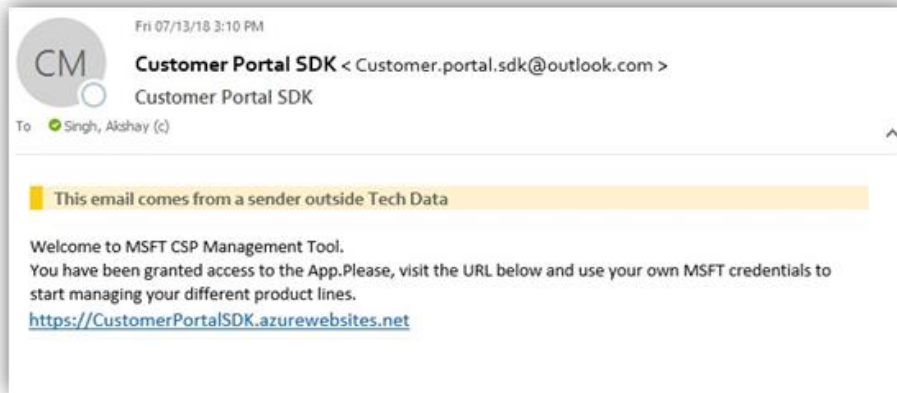 Fri 07/13/18 3:10 PM
CM
Customer Portal SDK < Customer.portal.sdk@outlook.com >
Customer Portal SDK
To Singh, Akshay (c)
This email comes from a sender outside Tech Data
Welcome to MSFT CSP Management Tool.
You have been granted access to the App.Please, visit the URL below and use your own MSFT credentials to
start managing your different product lines.
https://CustomerPortalSDK.azurewebsites.net